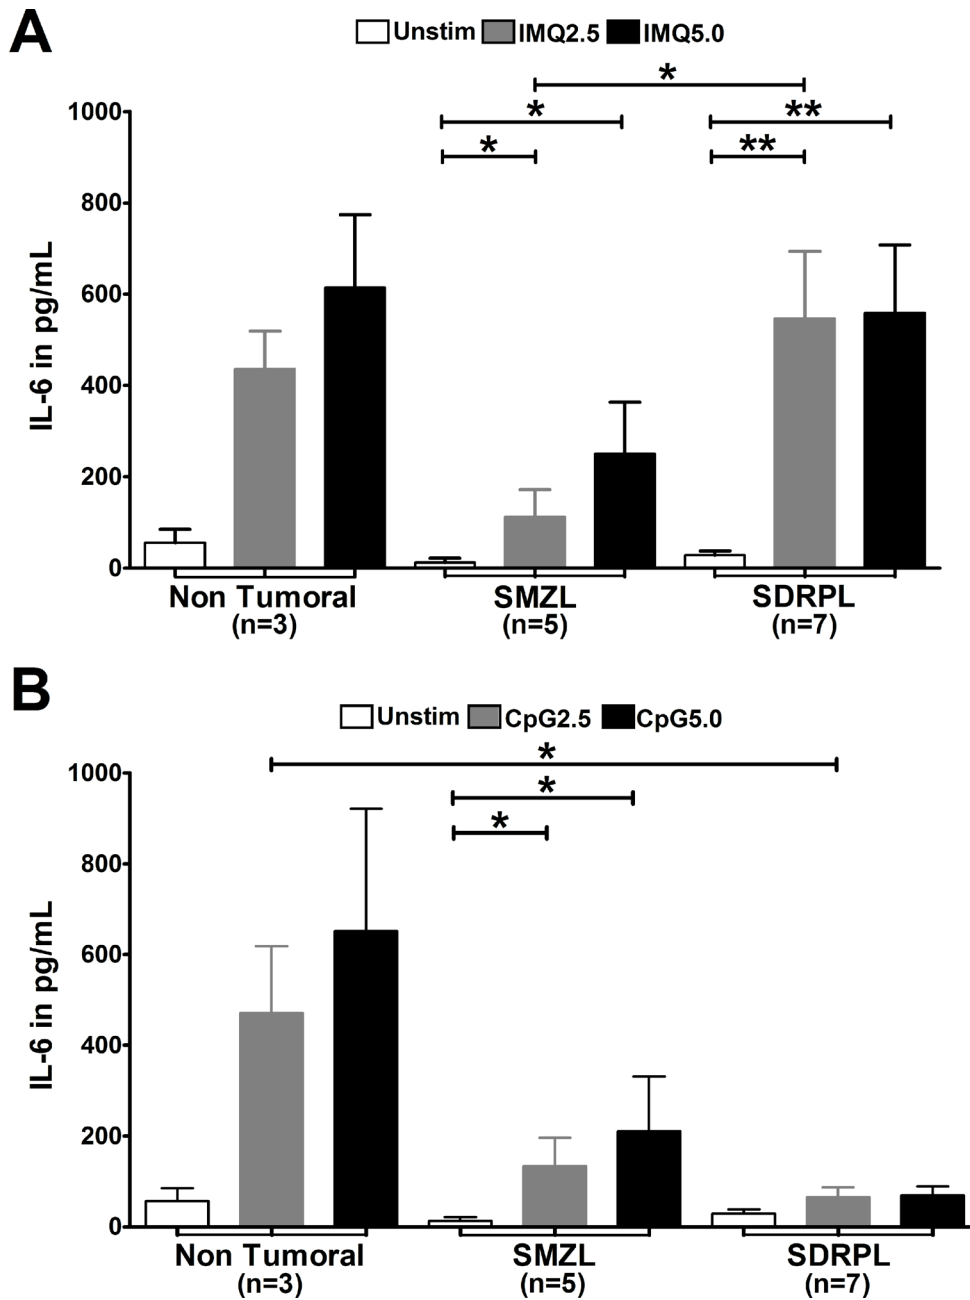 A
Unstim IMQ2.5 IMQ5.0
*
* **
* **
1000
800
600
400
200
0
IL-6 in pg/mL
Non Tumoral SMZL SDRPL
(n=3) (n=5) (n=7)
B
Unstim CpG2.5 CpG5.0
*
*
*
1000
800
600
400
200
0
IL-6 in pg/mL
Non Tumoral SMZL SDRPL
(n=3) (n=5) (n=7)